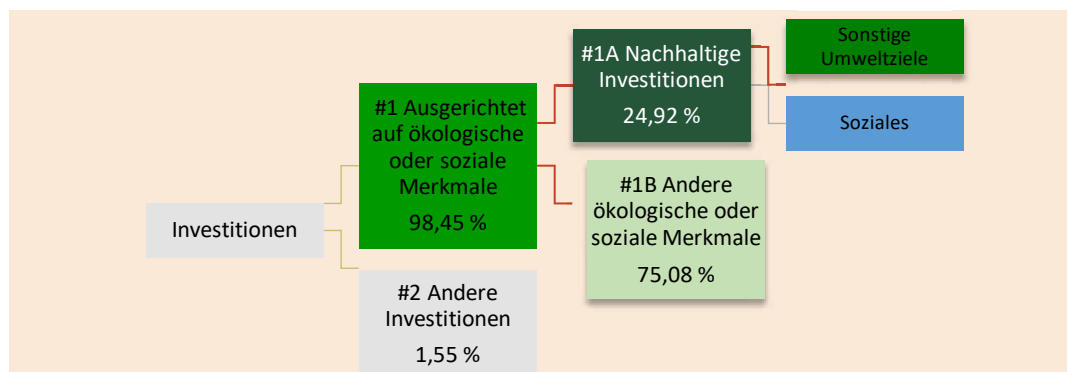 Investitionen
#1 Ausgerichtet
auf ökologische
oder soziale
Merkmale
98,45 %
#2 Andere
Investitionen
1,55 %
#1A Nachhaltige
Investitionen
24,92 %
#1B Andere
ökologische oder
soziale Merkmale
75,08 %
Sonstige
Umweltziele
Soziales